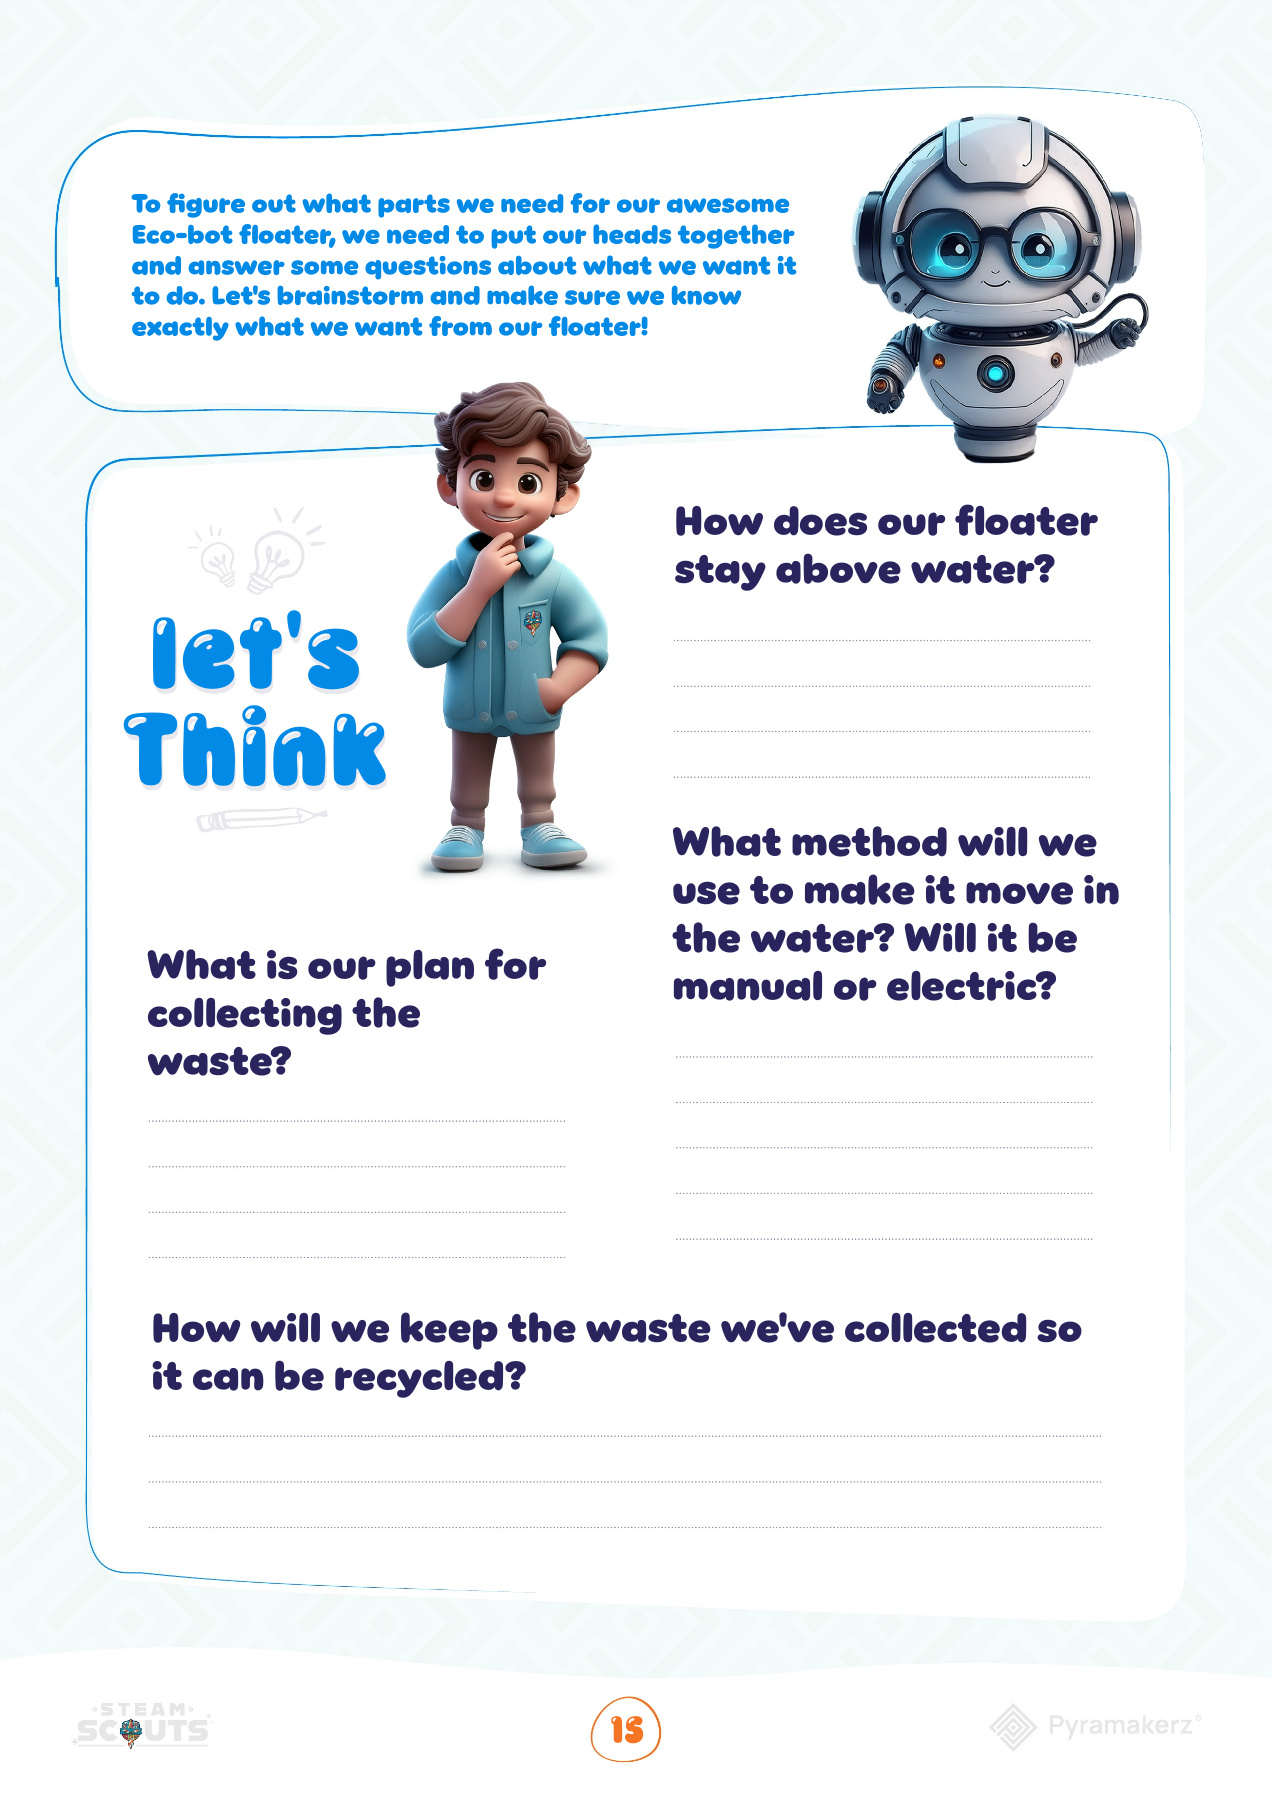 To figure out what parts we need for our awesome
Eco-bot floater, we need to put our heads together
and answer some questions about what we want it
to do. Let's brainstorm and make sure we know
exactly what we want from our floater!
let's
Think
How does our floater
stay above water?
What method will we
use to make it move in
the water? Will it be
manual or electric?
What is our plan for
collecting the
waste?
How will we keep the waste we've collected so
it can be recycled?
STEAM
SCOUTS
15
Pyramakerz